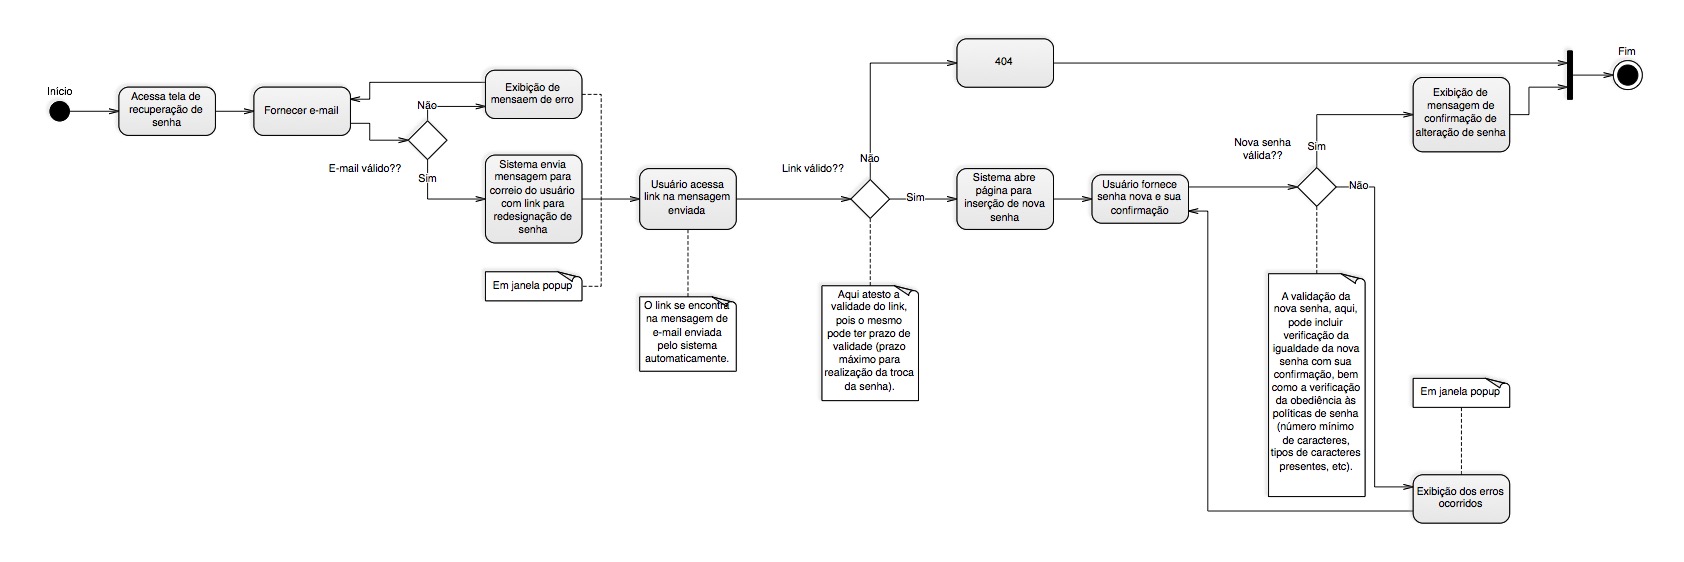 Início
Acessa tela de
recuperação de
senha
Fornecer e-mail
E-mail válido??
Não
Exibição de
mensaem de erro
Sim
Sistema envia
mensagem para
correio do usuário
com link para
redesignação de
senha
Em janela popup
Usuário acessa
link na mensagem
enviada
O link se encontra
na mensagem de
e-mail enviada
pelo sistema
automaticamente.
Link válido??
Não
404
Sim
Aqui atesto a
validade do link,
pois o mesmo
pode ter prazo de
validade (prazo
máximo para
realização da troca
da senha).
Sistema abre
página para
inserção de nova
senha
Usuário fornece
senha nova e sua
confirmação
Nova senha
válida??
Sim
Não
A validação da
nova senha, aqui,
pode incluir
verificação da
igualdade da nova
senha com sua
confirmação, bem
como a verificação
da obediência às
políticas de senha
(número mínimo
de caracteres,
tipos de caracteres
presentes, etc).
Exibição de
mensagem de
confirmação de
alteração de senha
Em janela popup
Exibição dos erros
ocorridos
Fim